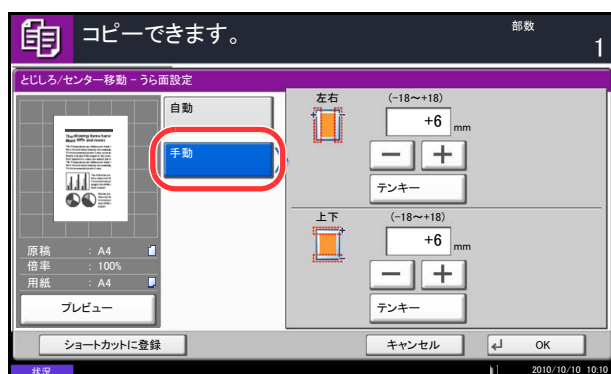 コピーできます。
部数
1
とじしろ/センター移動 - うら面設定
自動
手動
左右
(-18～+18)
+6 mm
テンキー
上下
(-18～+18)
+6 mm
テンキー
原稿 : A4
倍率 : 100%
用紙 : A4
プレビュー
ショートカットに登録
キャンセル
OK
状況
2010/10/10 10:10